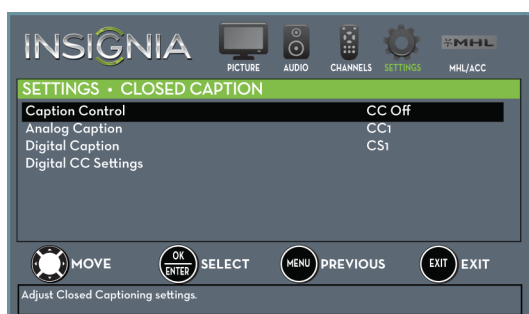 INSIGNIA
PICTURE AUDIO CHANNELS SETTINGS MHL MHL/ACC
SETTINGS • CLOSED CAPTION
Caption Control CC Off
Analog Caption CC1
Digital Caption CS1
Digital CC Settings
MOVE OK ENTER SELECT MENU PREVIOUS EXIT EXIT
Adjust Closed Captioning settings.